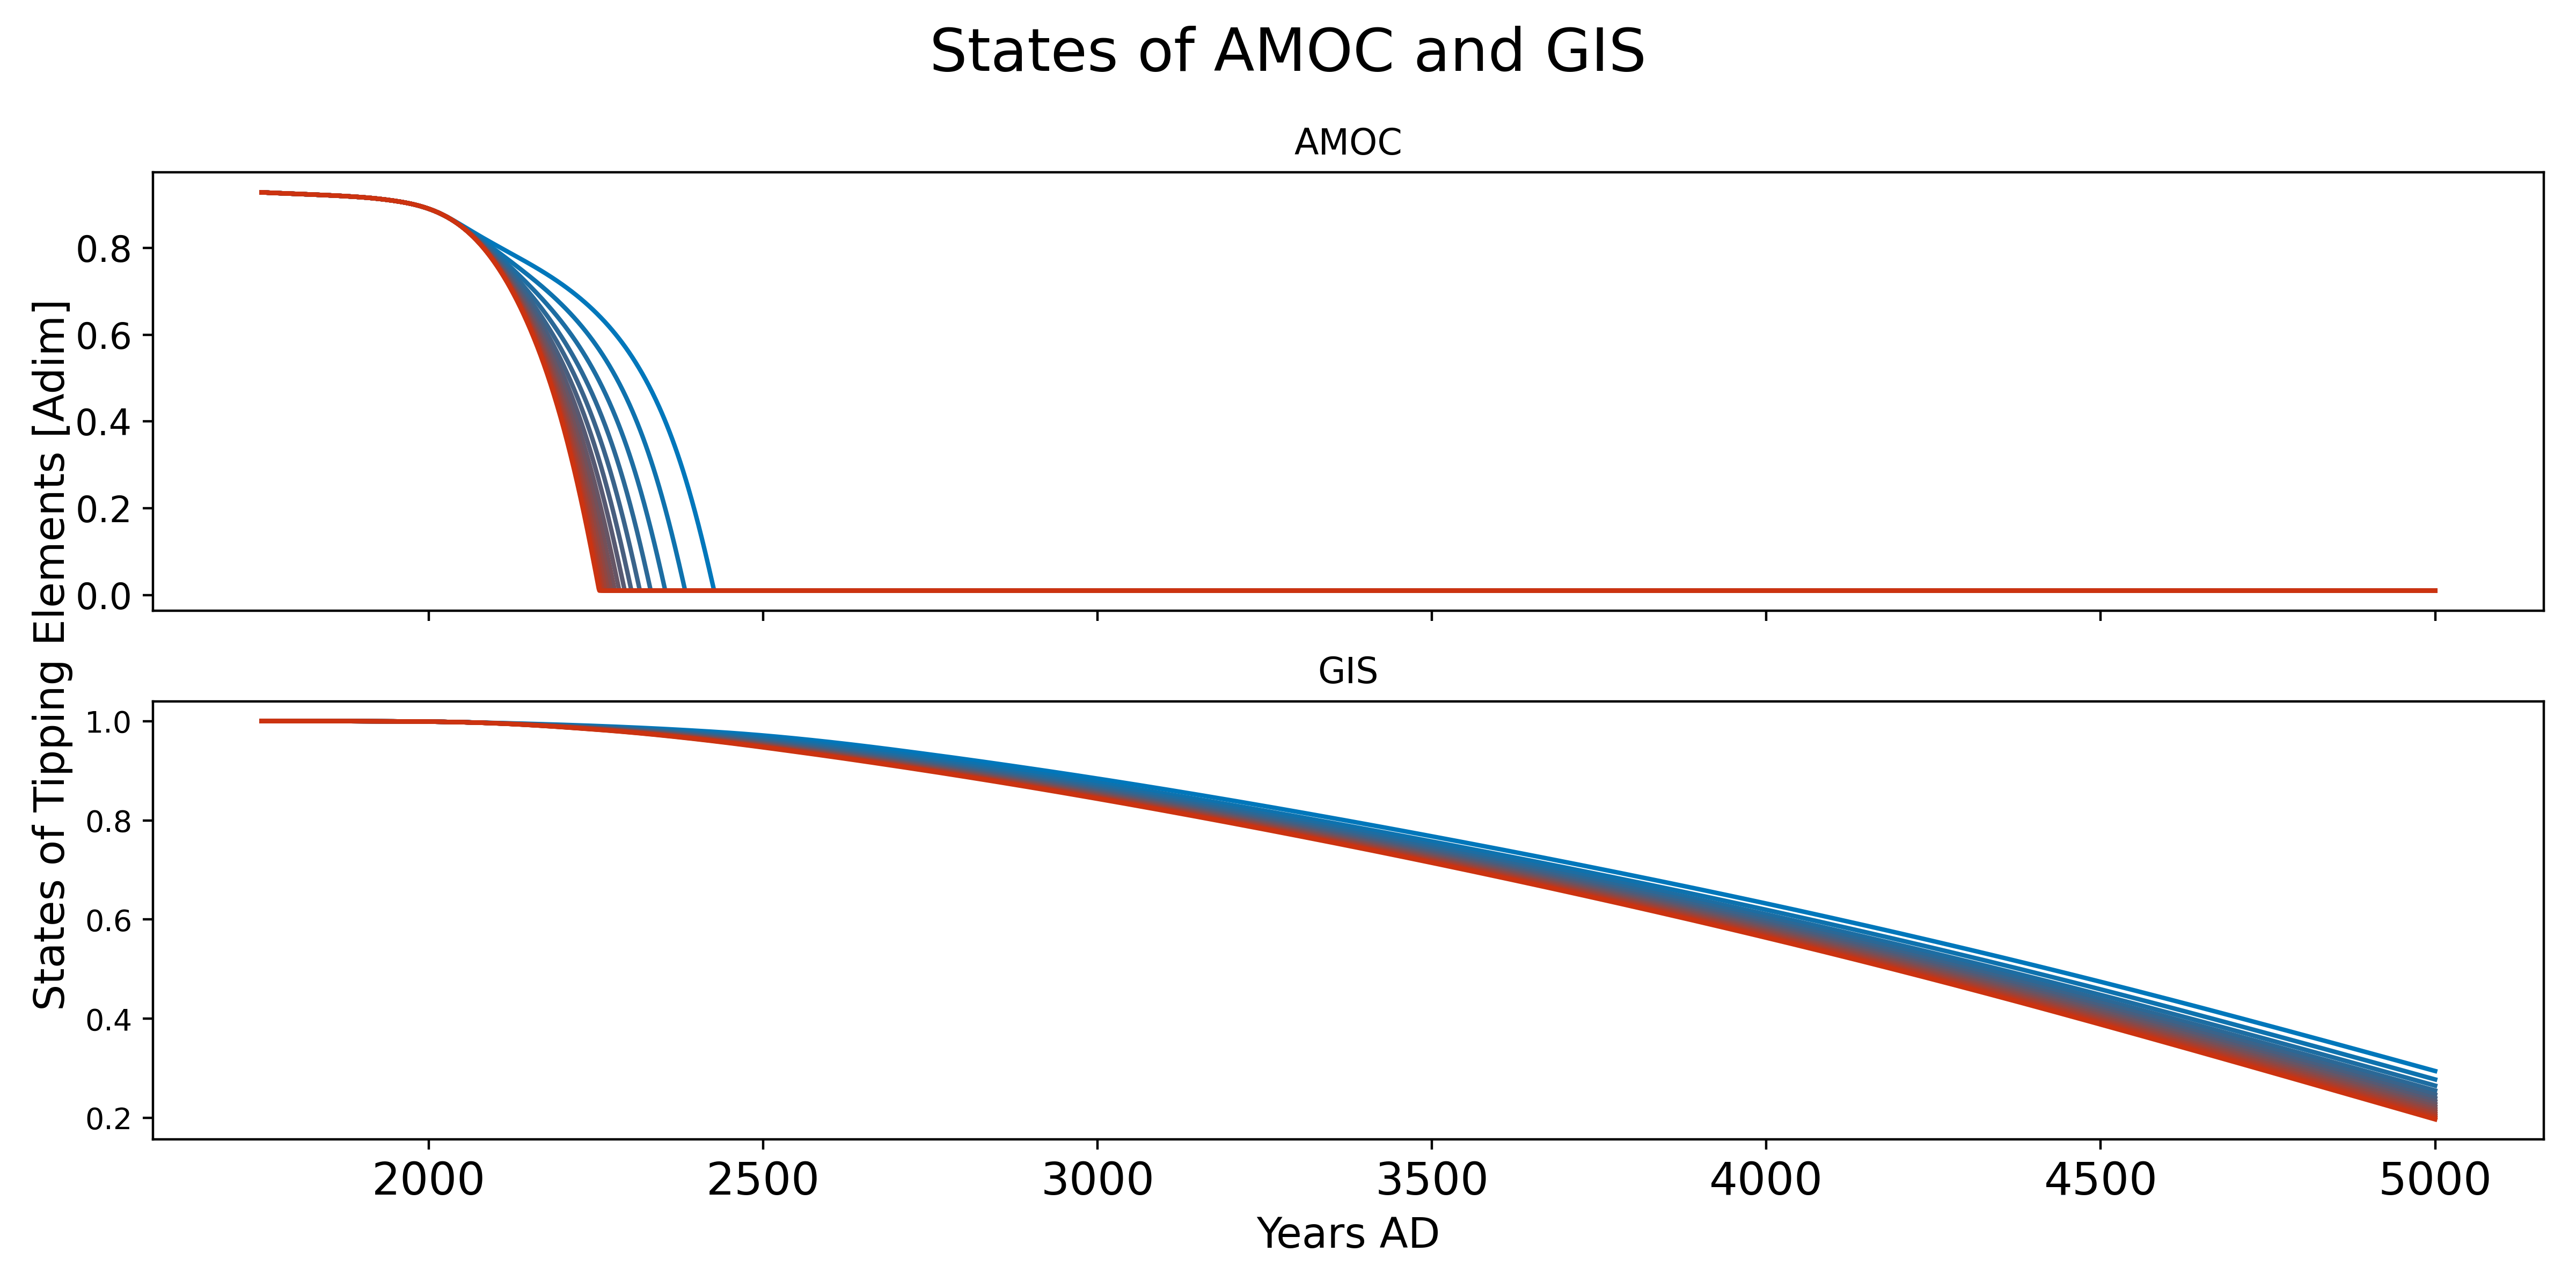 States of AMOC and GIS
AMOC
States of Tipping Elements [Adim]
0.8
0.6
0.4
0.2
0.0
GIS
1.0
0.8
0.6
0.4
0.2
2000 2500 3000 3500 4000 4500 5000
Years AD